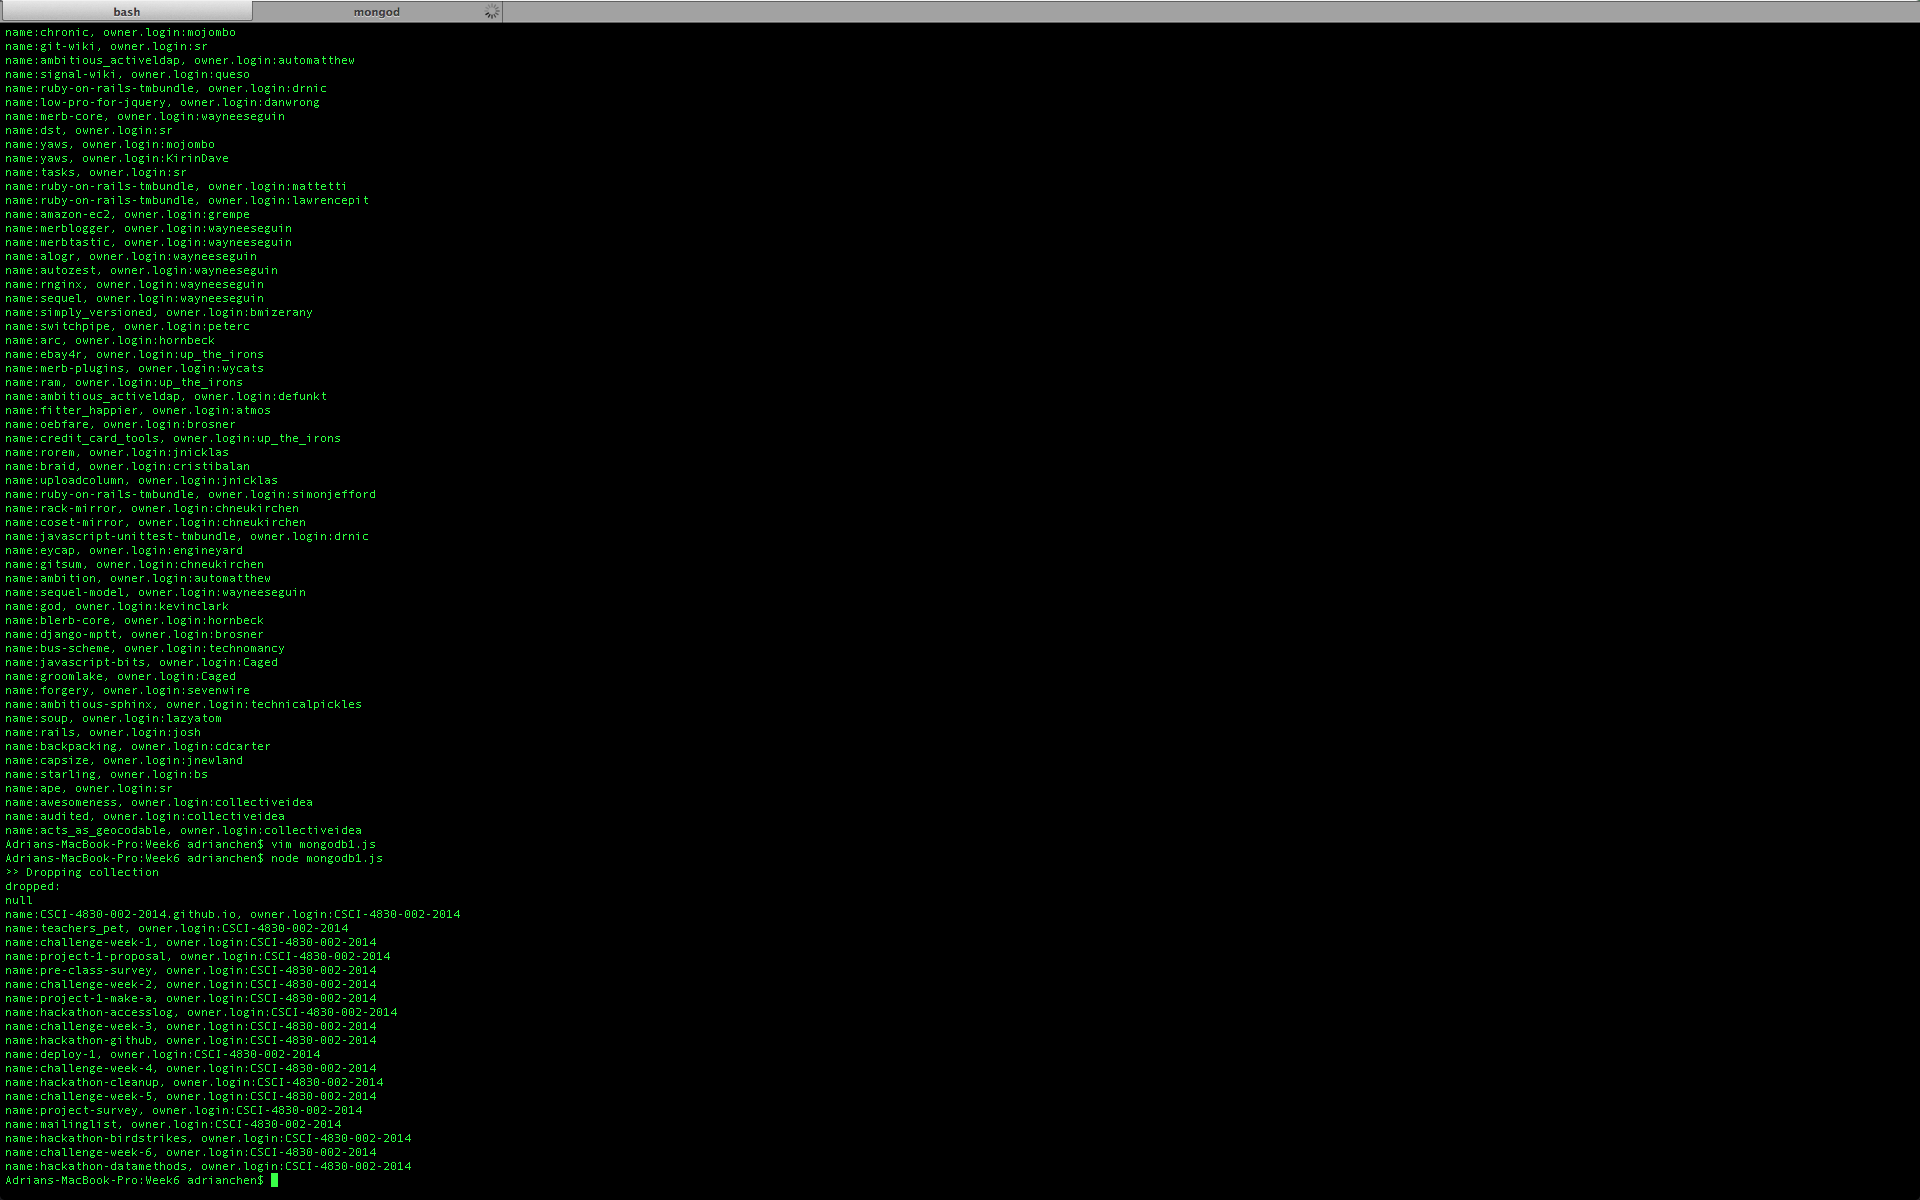 bash
mongod
name:chronic, owner.login:mojombo
name:git-wiki, owner.login:sr
name:ambitious_activeldap, owner.login:automatthew
name:signal-wiki, owner.login:queso
name:ruby-on-rails-tmbundle, owner.login:drnic
name:low-pro-for-jquery, owner.login:danwrong
name:merb-core, owner.login:wayneeseguin
name:dst, owner.login:sr
name:yaws, owner.login:mojombo
name:yaws, owner.login:KirinDave
name:tasks, owner.login:sr
name:ruby-on-rails-tmbundle, owner.login:mattetti
name:ruby-on-rails-tmbundle, owner.login:lawrencepit
name:amazon-ec2, owner.login:grempe
name:merblogger, owner.login:wayneeseguin
name:merbtastic, owner.login:wayneeseguin
name:alogr, owner.login:wayneeseguin
name:autozest, owner.login:wayneeseguin
name:rnginx, owner.login:wayneeseguin
name:sequel, owner.login:wayneeseguin
name:simply_versioned, owner.login:bmizerany
name:switchpipe, owner.login:peterc
name:arc, owner.login:hornbeck
name:ebay4r, owner.login:up_the_irons
name:merb-plugins, owner.login:wycats
name:ram, owner.login:up_the_irons
name:ambitious_activeldap, owner.login:defunkt
name:fitter_happier, owner.login:atmos
name:oebfare, owner.login:brosner
name:credit_card_tools, owner.login:up_the_irons
name:rorem, owner.login:jnicklas
name:braid, owner.login:cristibalan
name:uploadcolumn, owner.login:jnicklas
name:ruby-on-rails-tmbundle, owner.login:simonjefford
name:rack-mirror, owner.login:chneukirchen
name:coset-mirror, owner.login:chneukirchen
name:javascript-unittest-tmbundle, owner.login:drnic
name:eycap, owner.login:engineyard
name:gitsum, owner.login:chneukirchen
name:ambition, owner.login:automatthew
name:sequel-model, owner.login:wayneeseguin
name:god, owner.login:kevinclark
name:blerb-core, owner.login:hornbeck
name:django-mptt, owner.login:brosner
name:bus-scheme, owner.login:technomancy
name:javascript-bits, owner.login:Caged
name:groomlake, owner.login:Caged
name:forgery, owner.login:sevenwire
name:ambitious-sphinx, owner.login:technicalpickles
name:soup, owner.login:lazyatom
name:rails, owner.login:josh
name:backpacking, owner.login:cdcarter
name:capsize, owner.login:jnewland
name:starling, owner.login:bs
name:ape, owner.login:sr
name:awesomeness, owner.login:collectiveidea
name:audited, owner.login:collectiveidea
name:acts_as_geocodable, owner.login:collectiveidea
Adrians-MacBook-Pro:Week6 adrianchen$ vim mongodb1.js
Adrians-MacBook-Pro:Week6 adrianchen$ node mongodb1.js
>> Dropping collection
dropped:
null
name:CSCI-4830-002-2014.github.io, owner.login:CSCI-4830-002-2014
name:teachers_pet, owner.login:CSCI-4830-002-2014
name:challenge-week-1, owner.login:CSCI-4830-002-2014
name:project-1-proposal, owner.login:CSCI-4830-002-2014
name:pre-class-survey, owner.login:CSCI-4830-002-2014
name:challenge-week-2, owner.login:CSCI-4830-002-2014
name:project-1-make-a, owner.login:CSCI-4830-002-2014
name:hackathon-accesslog, owner.login:CSCI-4830-002-2014
name:challenge-week-3, owner.login:CSCI-4830-002-2014
name:hackathon-github, owner.login:CSCI-4830-002-2014
name:deploy-1, owner.login:CSCI-4830-002-2014
name:challenge-week-4, owner.login:CSCI-4830-002-2014
name:hackathon-cleanup, owner.login:CSCI-4830-002-2014
name:challenge-week-5, owner.login:CSCI-4830-002-2014
name:project-survey, owner.login:CSCI-4830-002-2014
name:mailinglist, owner.login:CSCI-4830-002-2014
name:hackathon-birdstrikes, owner.login:CSCI-4830-002-2014
name:challenge-week-6, owner.login:CSCI-4830-002-2014
name:hackathon-datamethods, owner.login:CSCI-4830-002-2014
Adrians-MacBook-Pro:Week6 adrianchen$